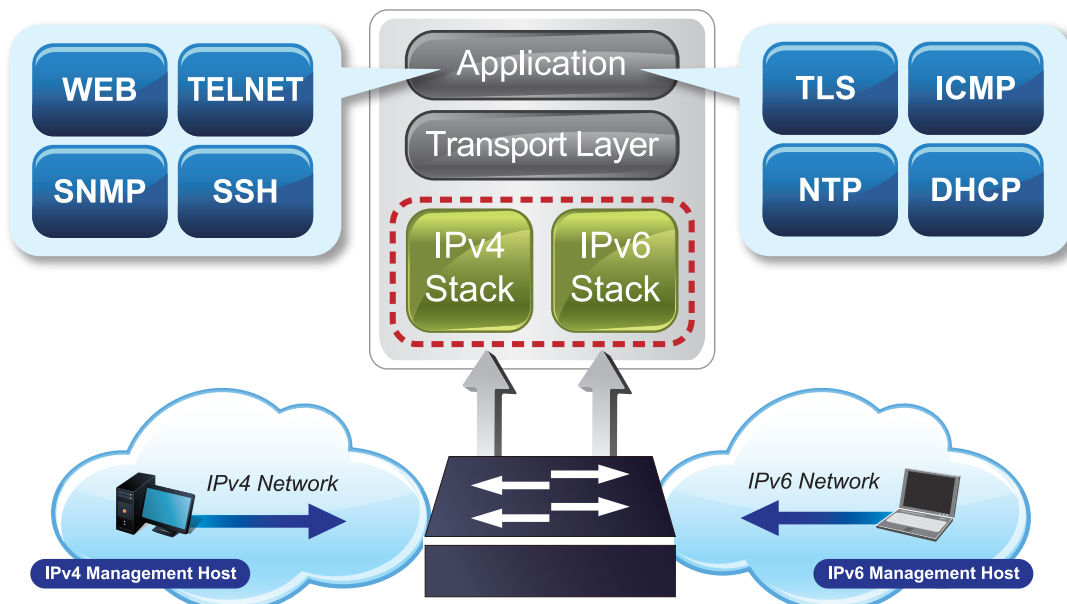 WEB
TELNET
SNMP
SSH
Application
Transport Layer
IPv4
Stack
IPv6
Stack
TLS
ICMP
NTP
DHCP
IPv4 Network
IPv4 Management Host
IPv6 Network
IPv6 Management Host